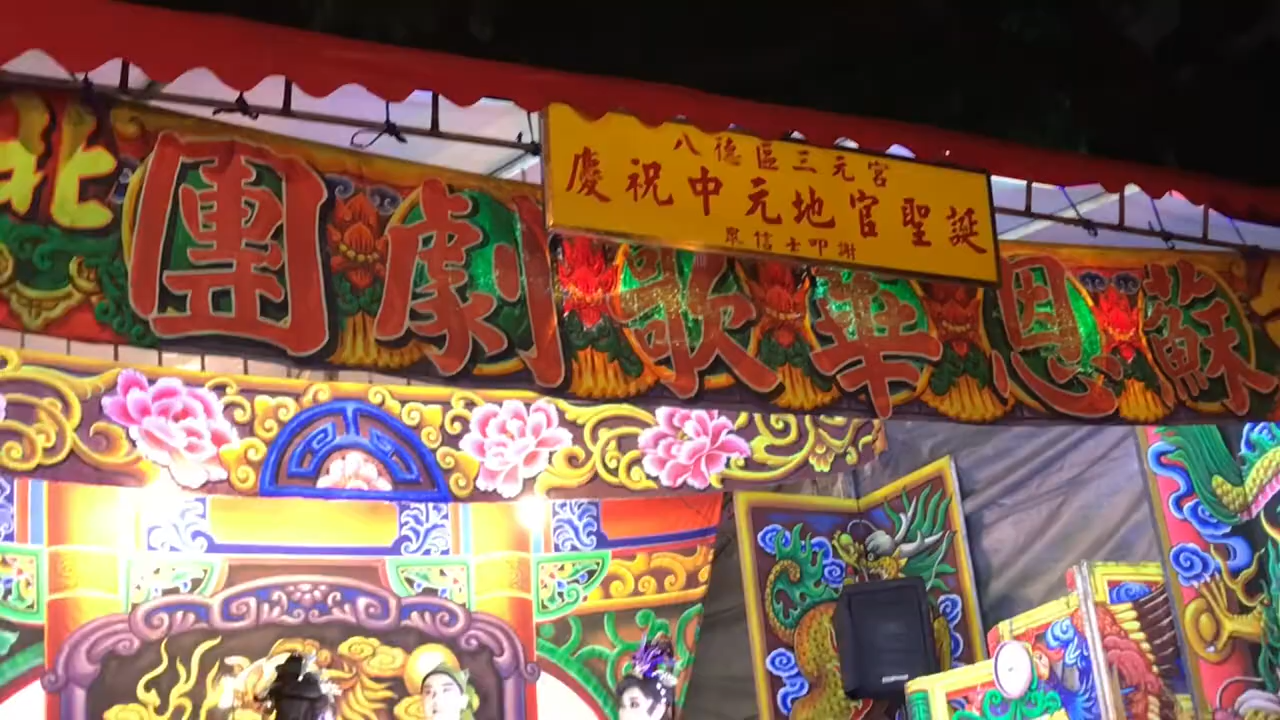 八德區三元宮
慶祝中元地官聖誕
眾信士叩謝
蘇恩華歌劇團
北